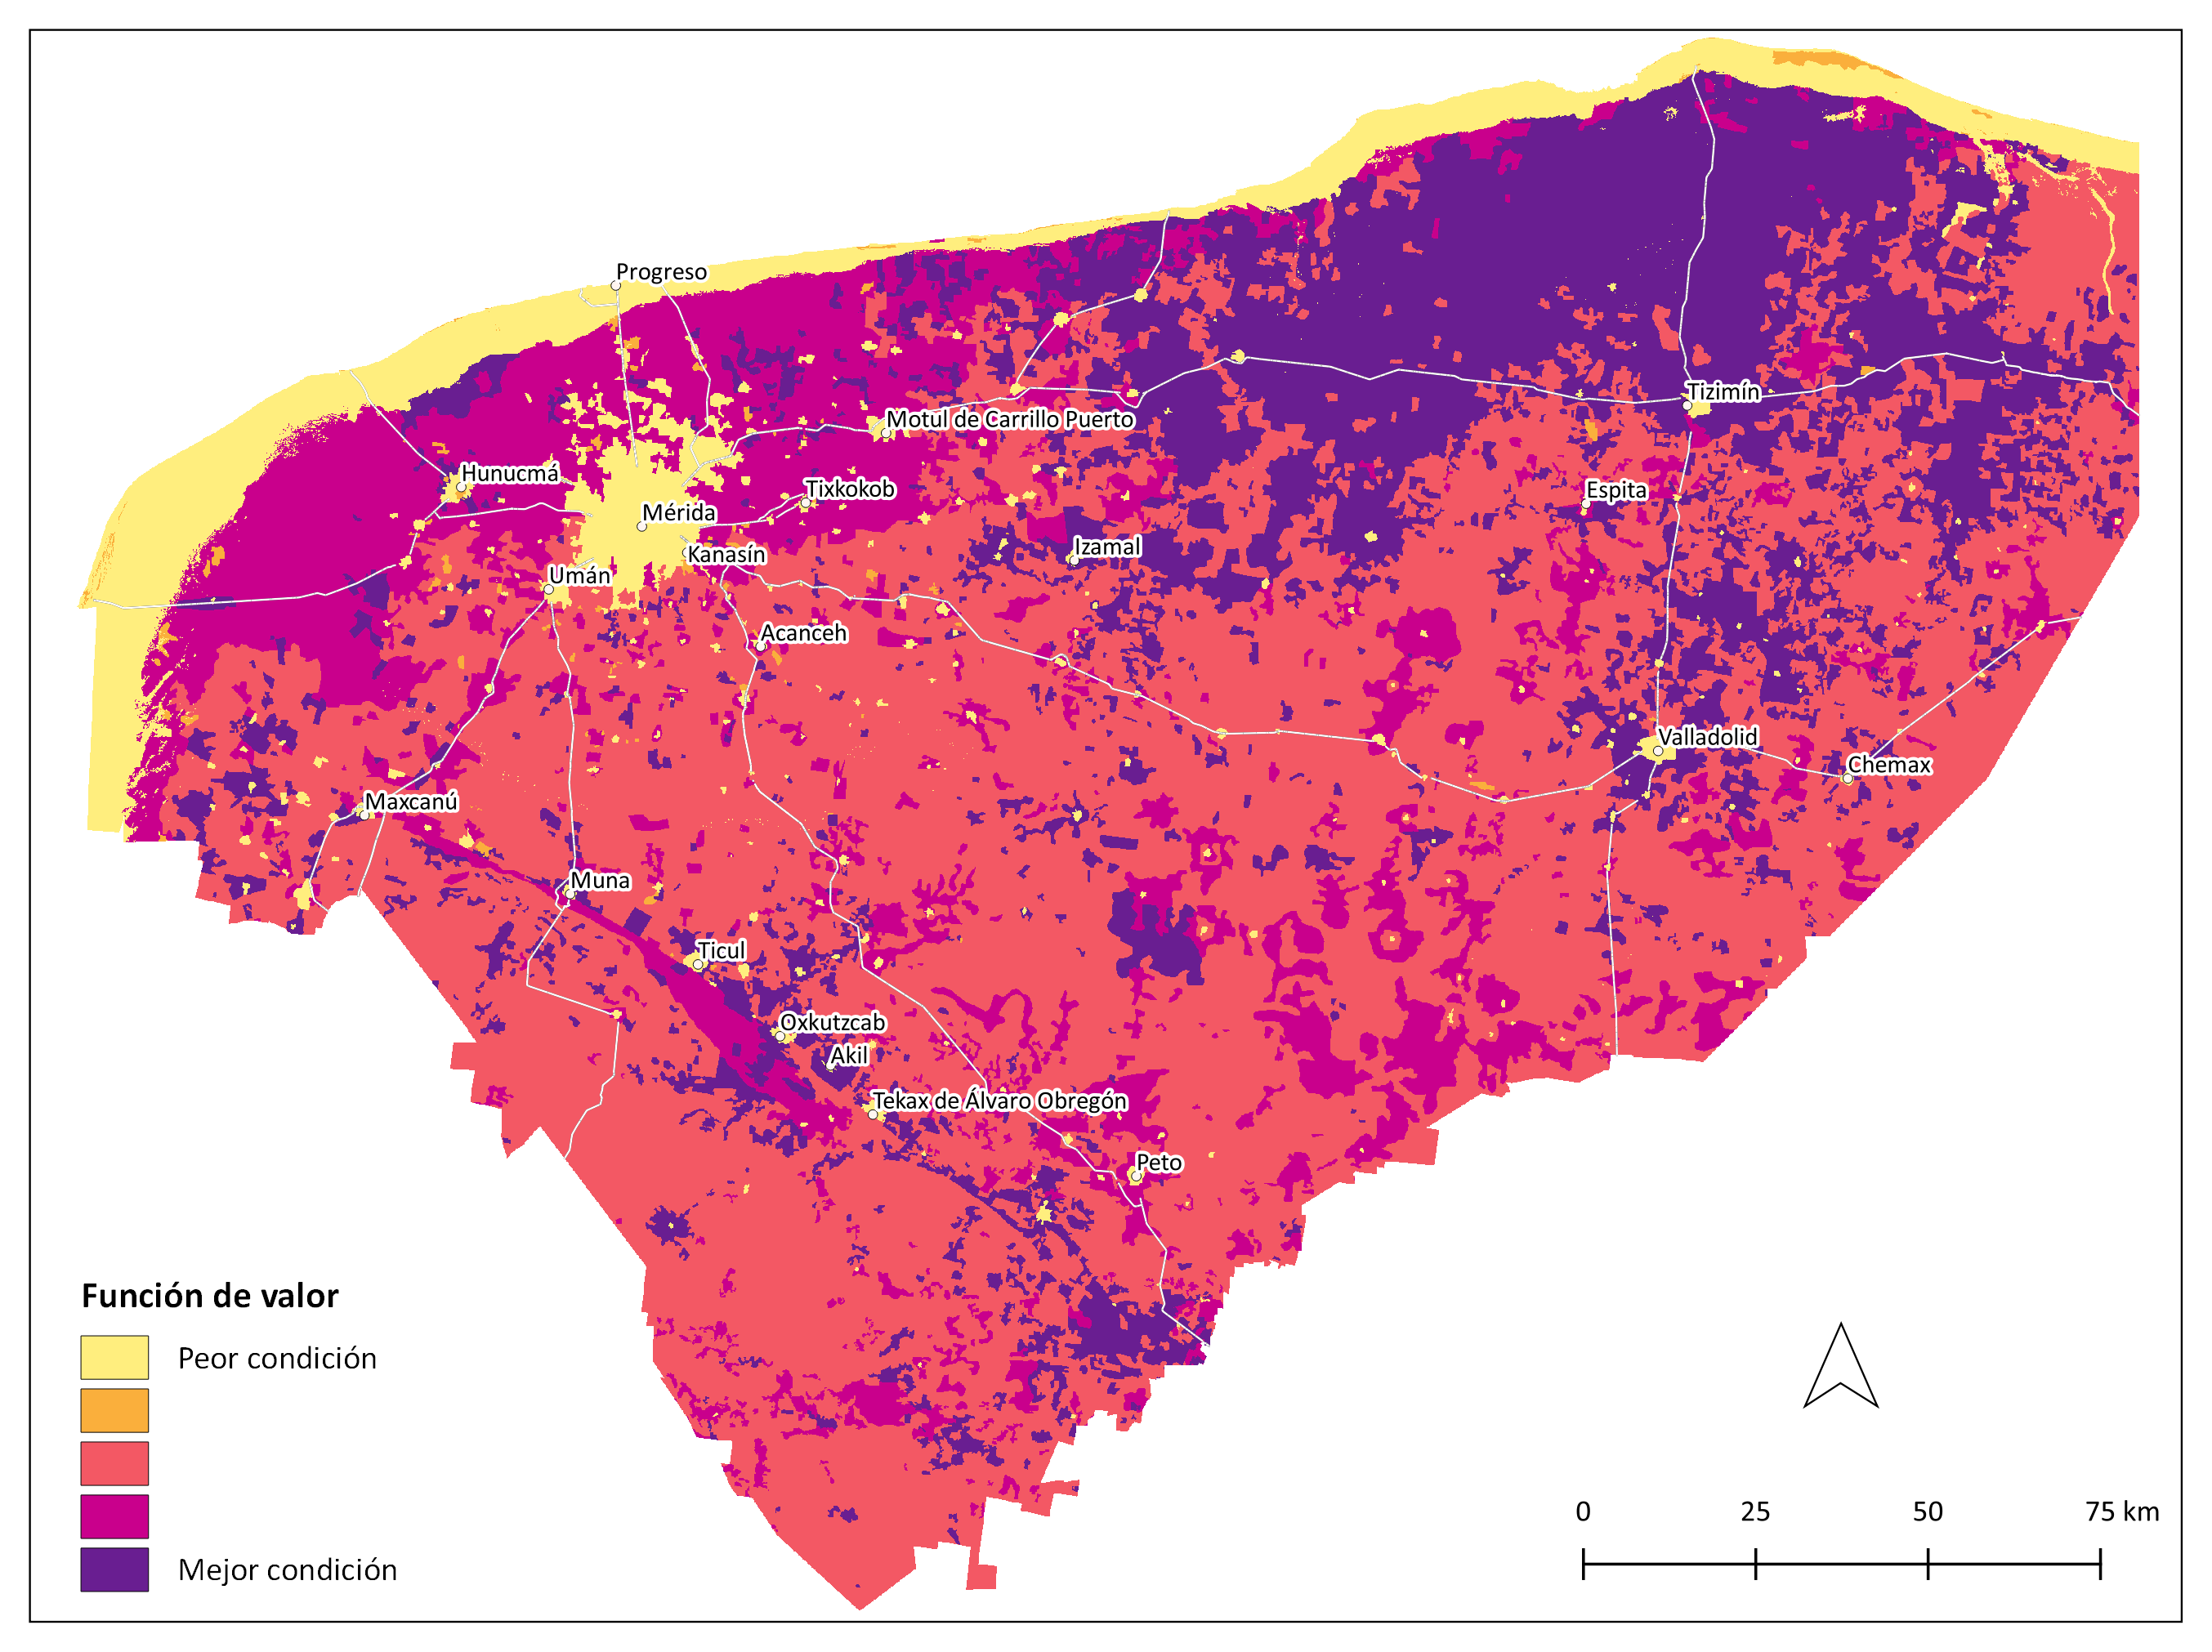 Progreso
Tizimín
Motul de Carrillo Puerto
Hunucmá
Tixkokob
Espita
Mérida
Izamal
Kanasín
Umán
Acanceh
Valladolid
Chemax
Maxcanú
Muna
Ticul
Oxkutzcab
Akil
Tekax de Álvaro Obregón
Peto
Función de valor
Peor condición
Mejor condición
0 25 50 75 km